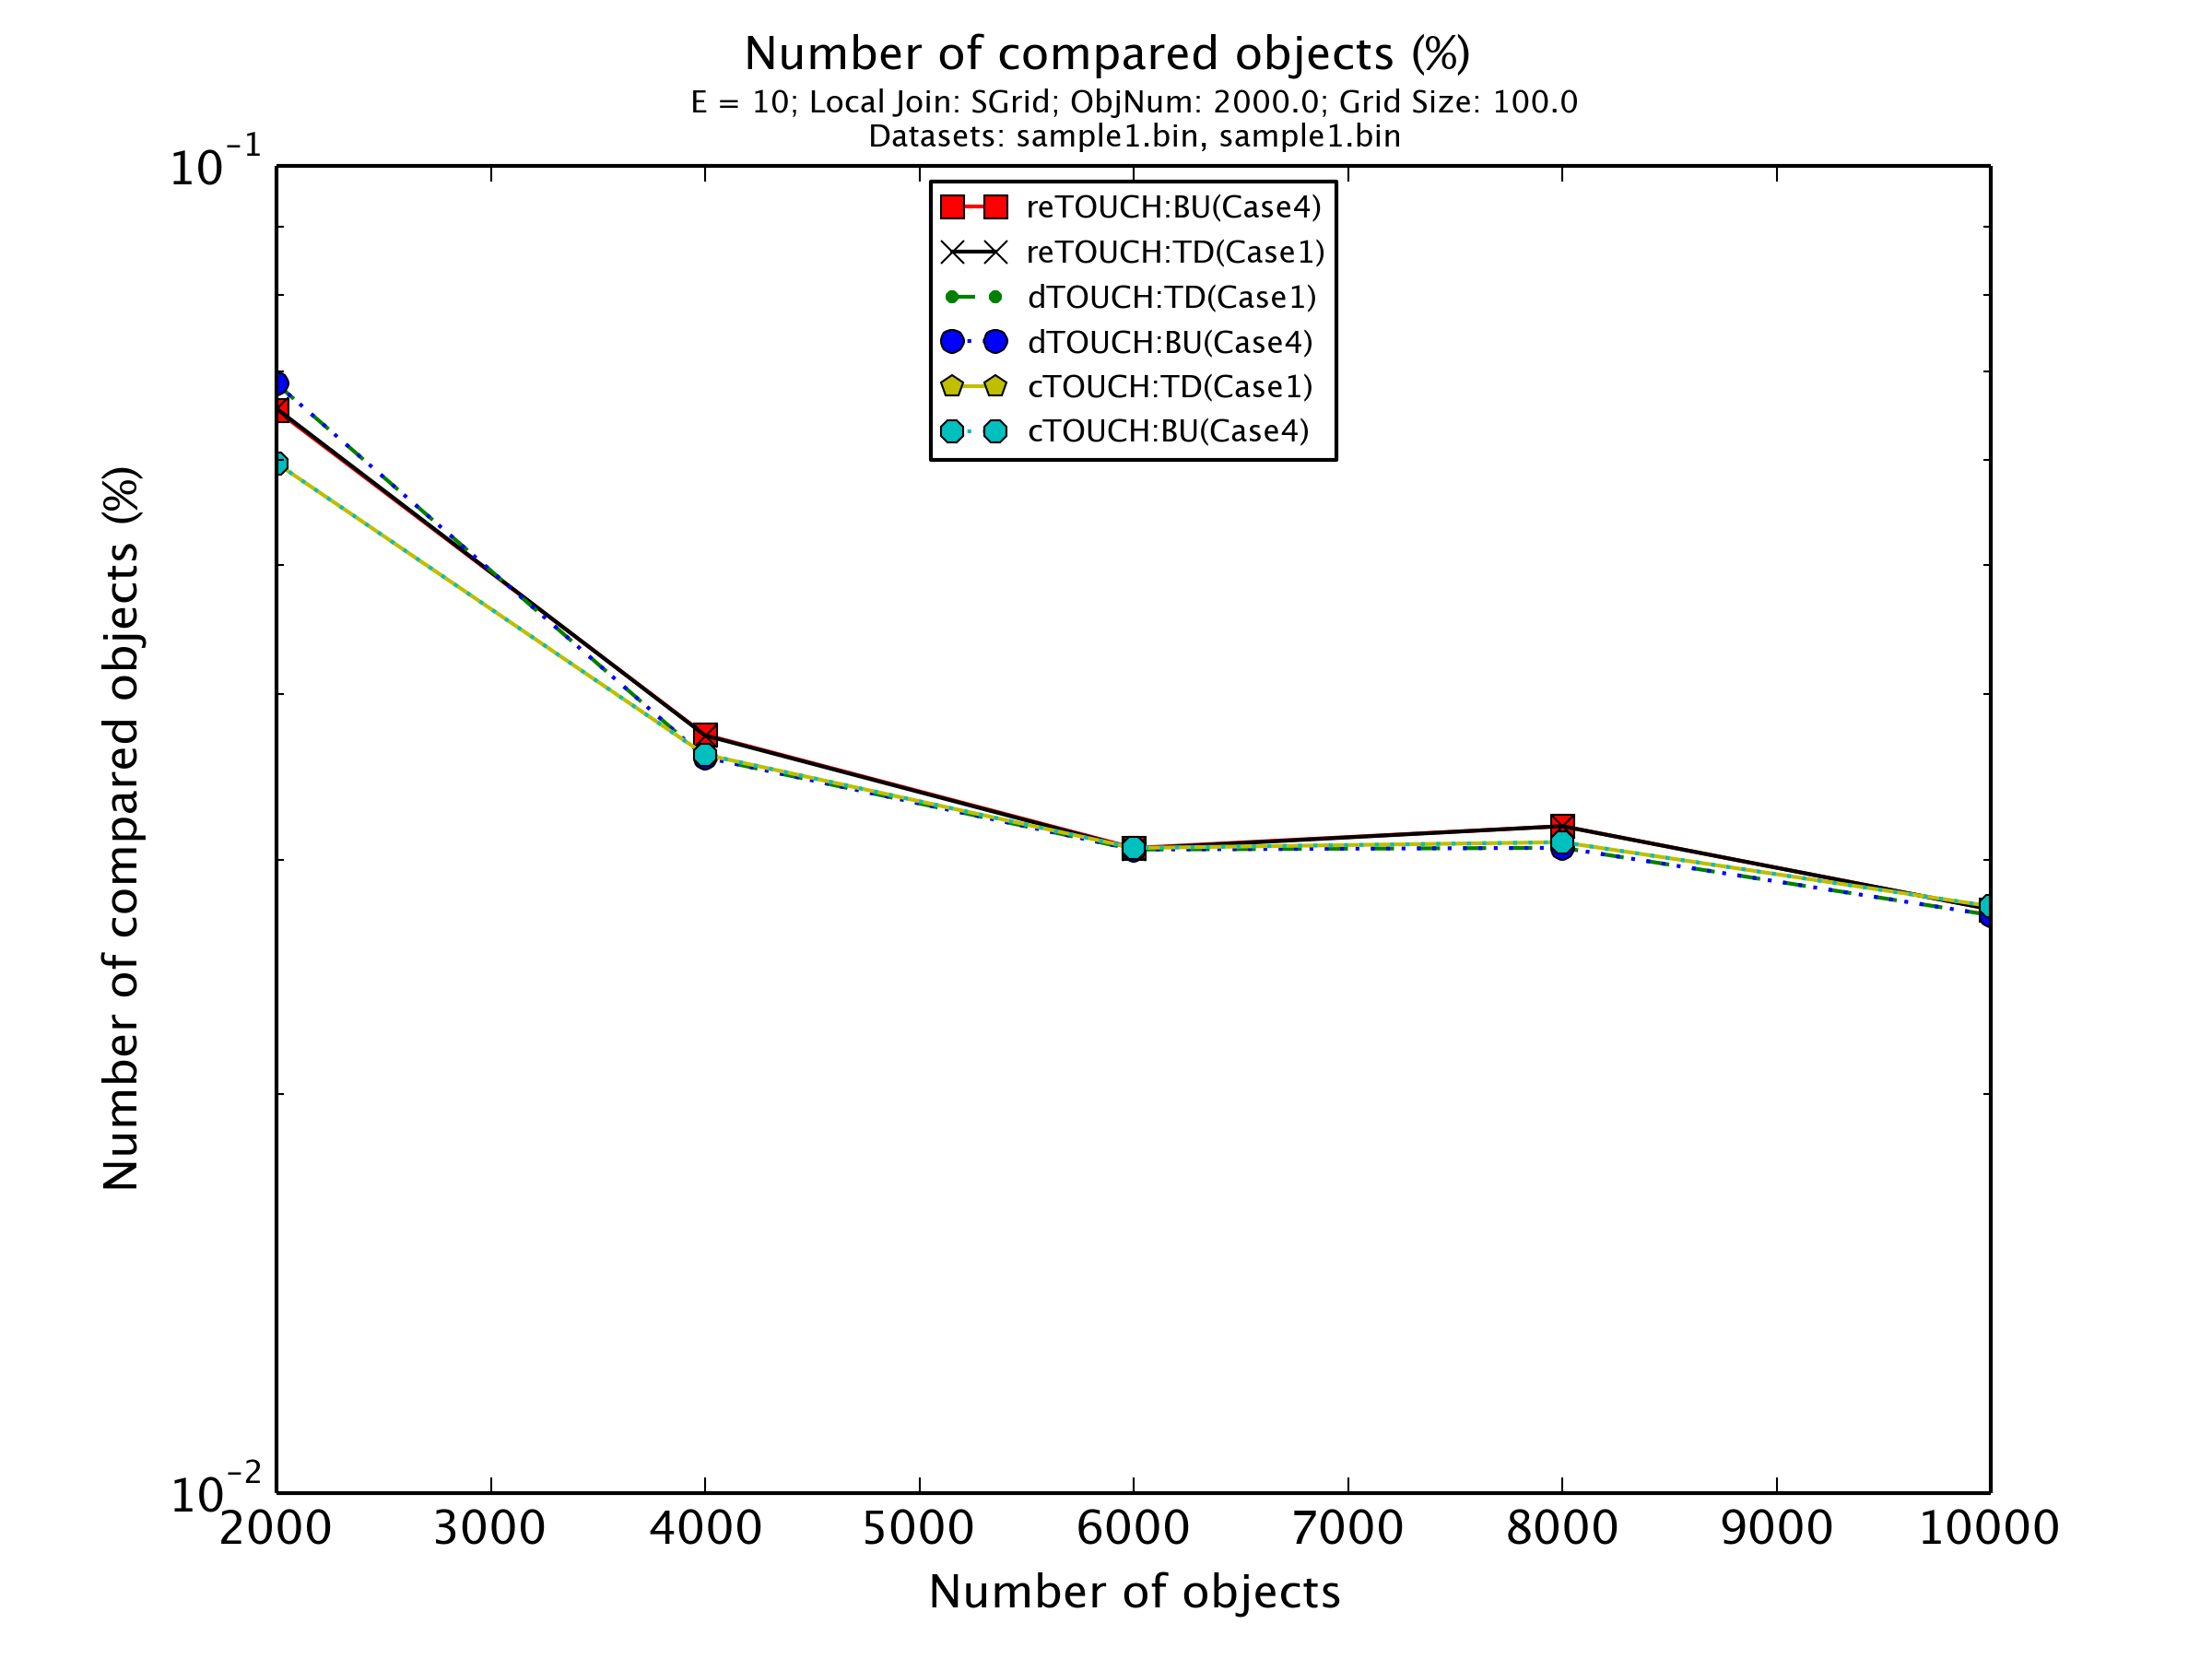 Number of compared objects (%)
E = 10; Local Join: SGrid; ObjNum: 2000.0; Grid Size: 100.0
Datasets: sample1.bin, sample1.bin
10⁻¹
reTOUCH:BU(Case4)
reTOUCH:TD(Case1)
dTOUCH:TD(Case1)
dTOUCH:BU(Case4)
cTOUCH:TD(Case1)
cTOUCH:BU(Case4)
Number of compared objects (%)
10⁻²
2000 3000 4000 5000 6000 7000 8000 9000 10000
Number of objects